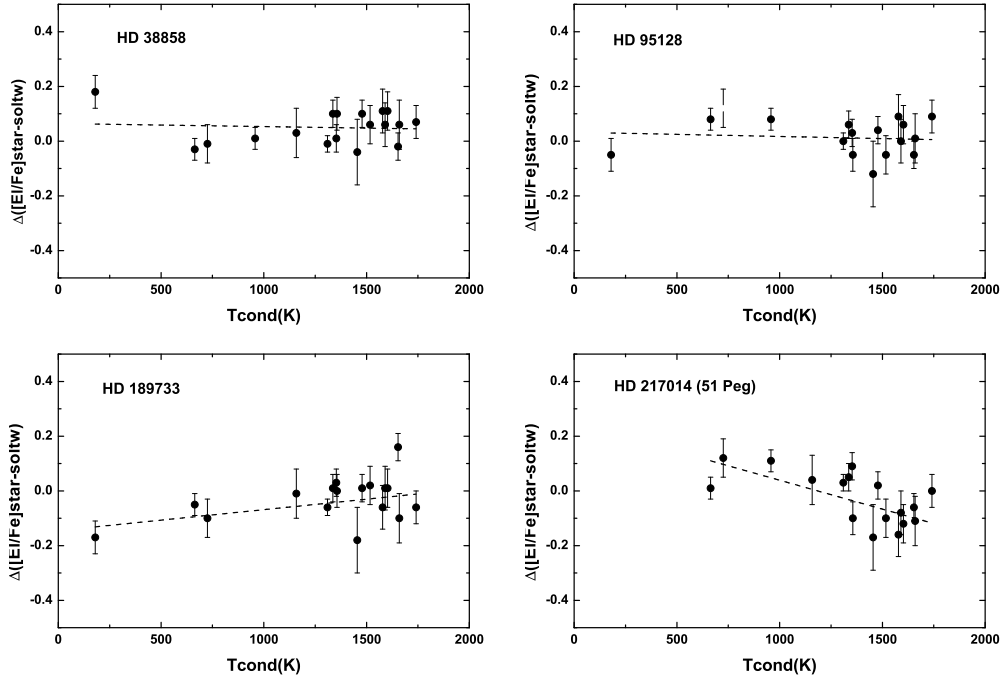 HD 38858
0.4
0.2
0.0
-0.2
-0.4
Δ([El/Fe]star-soltw)
0 500 1000 1500 2000
Tcond(K)
HD 95128
0.4
0.2
0.0
-0.2
-0.4
Δ([El/Fe]star-soltw)
0 500 1000 1500 2000
Tcond(K)
HD 189733
0.4
0.2
0.0
-0.2
-0.4
Δ([El/Fe]star-soltw)
0 500 1000 1500 2000
Tcond(K)
HD 217014 (51 Peg)
0.4
0.2
0.0
-0.2
-0.4
Δ([El/Fe]star-soltw)
0 500 1000 1500 2000
Tcond(K)